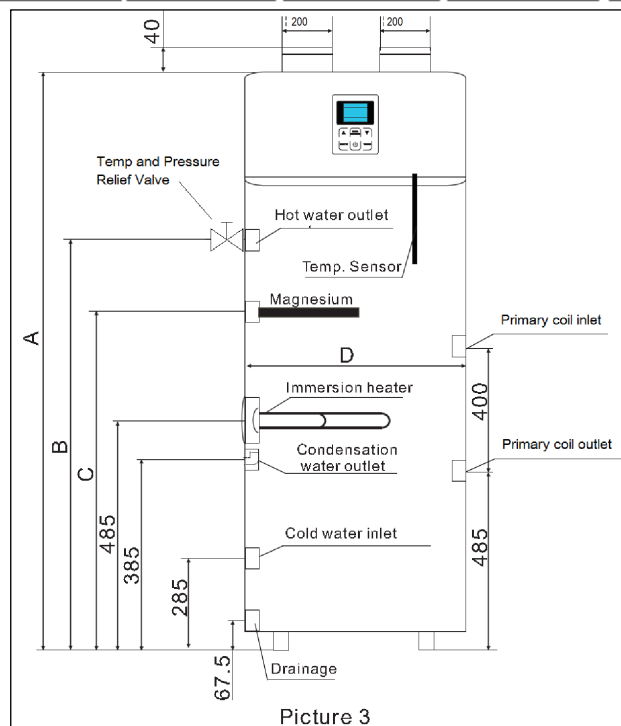 200
200
40
Temp and Pressure
Relief Valve
Hot water outlet
Temp. Sensor
Magnesium
Primary coil inlet
A
D
B
C
Immersion heater
400
Condensation
water outlet
Primary coil outlet
485
385
Cold water inlet
285
485
67.5
Drainage
Picture 3